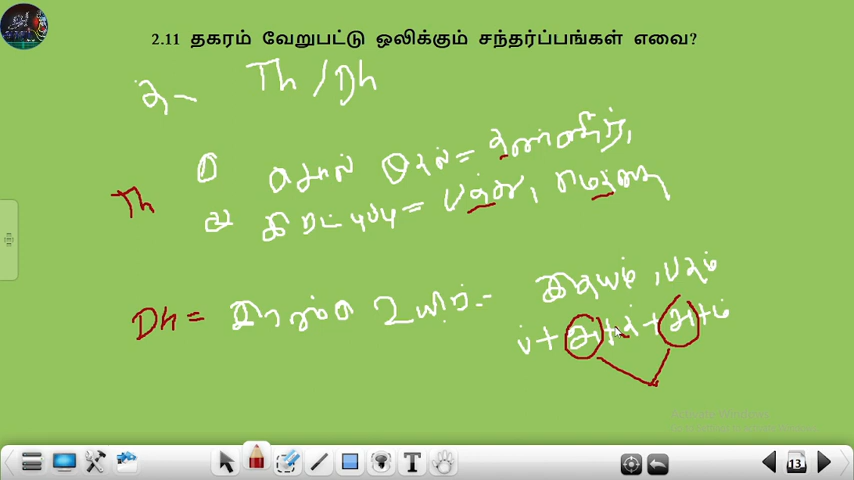 2.11 தகரம் வேறுபட்டு ஒலிக்கும் சந்தர்ப்பங்கள் எவை?
த - Th / Dh
சொல் முதல் = தண்ணீர்,
Th
இரட்டிப்பு = பத்து, மெத்தை
Dh = இரண்டு உயிர் - இதயம், பதம்
ப் + அ + த் + அ + ம்
13